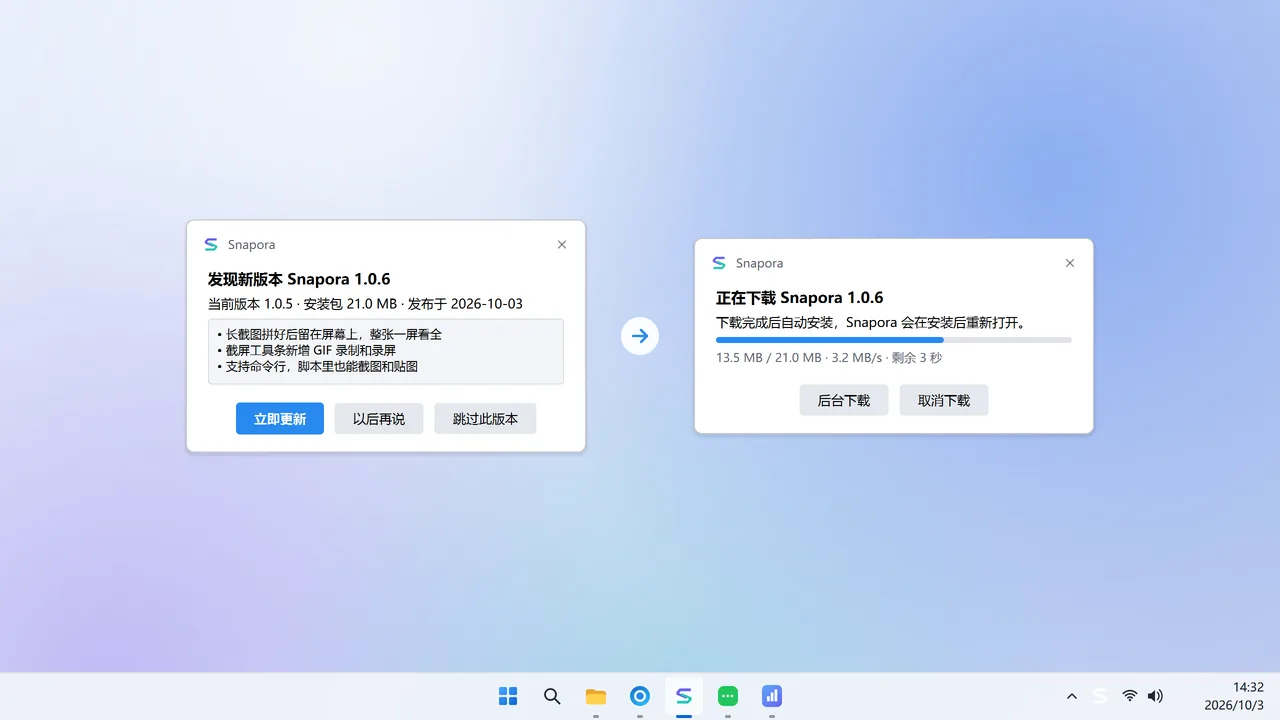 Snapora
发现新版本 Snapora 1.0.6
当前版本 1.0.5 · 安装包 21.0 MB · 发布于 2026-10-03
• 长截图拼好后留在屏幕上，整张一屏看全
• 截屏工具条新增 GIF 录制和录屏
• 支持命令行，脚本里也能截图和贴图
立即更新 以后再说 跳过此版本
Snapora
正在下载 Snapora 1.0.6
下载完成后自动安装，Snapora 会在安装后重新打开。
13.5 MB / 21.0 MB · 3.2 MB/s · 剩余 3 秒
后台下载 取消下载
14:32
2026/10/3